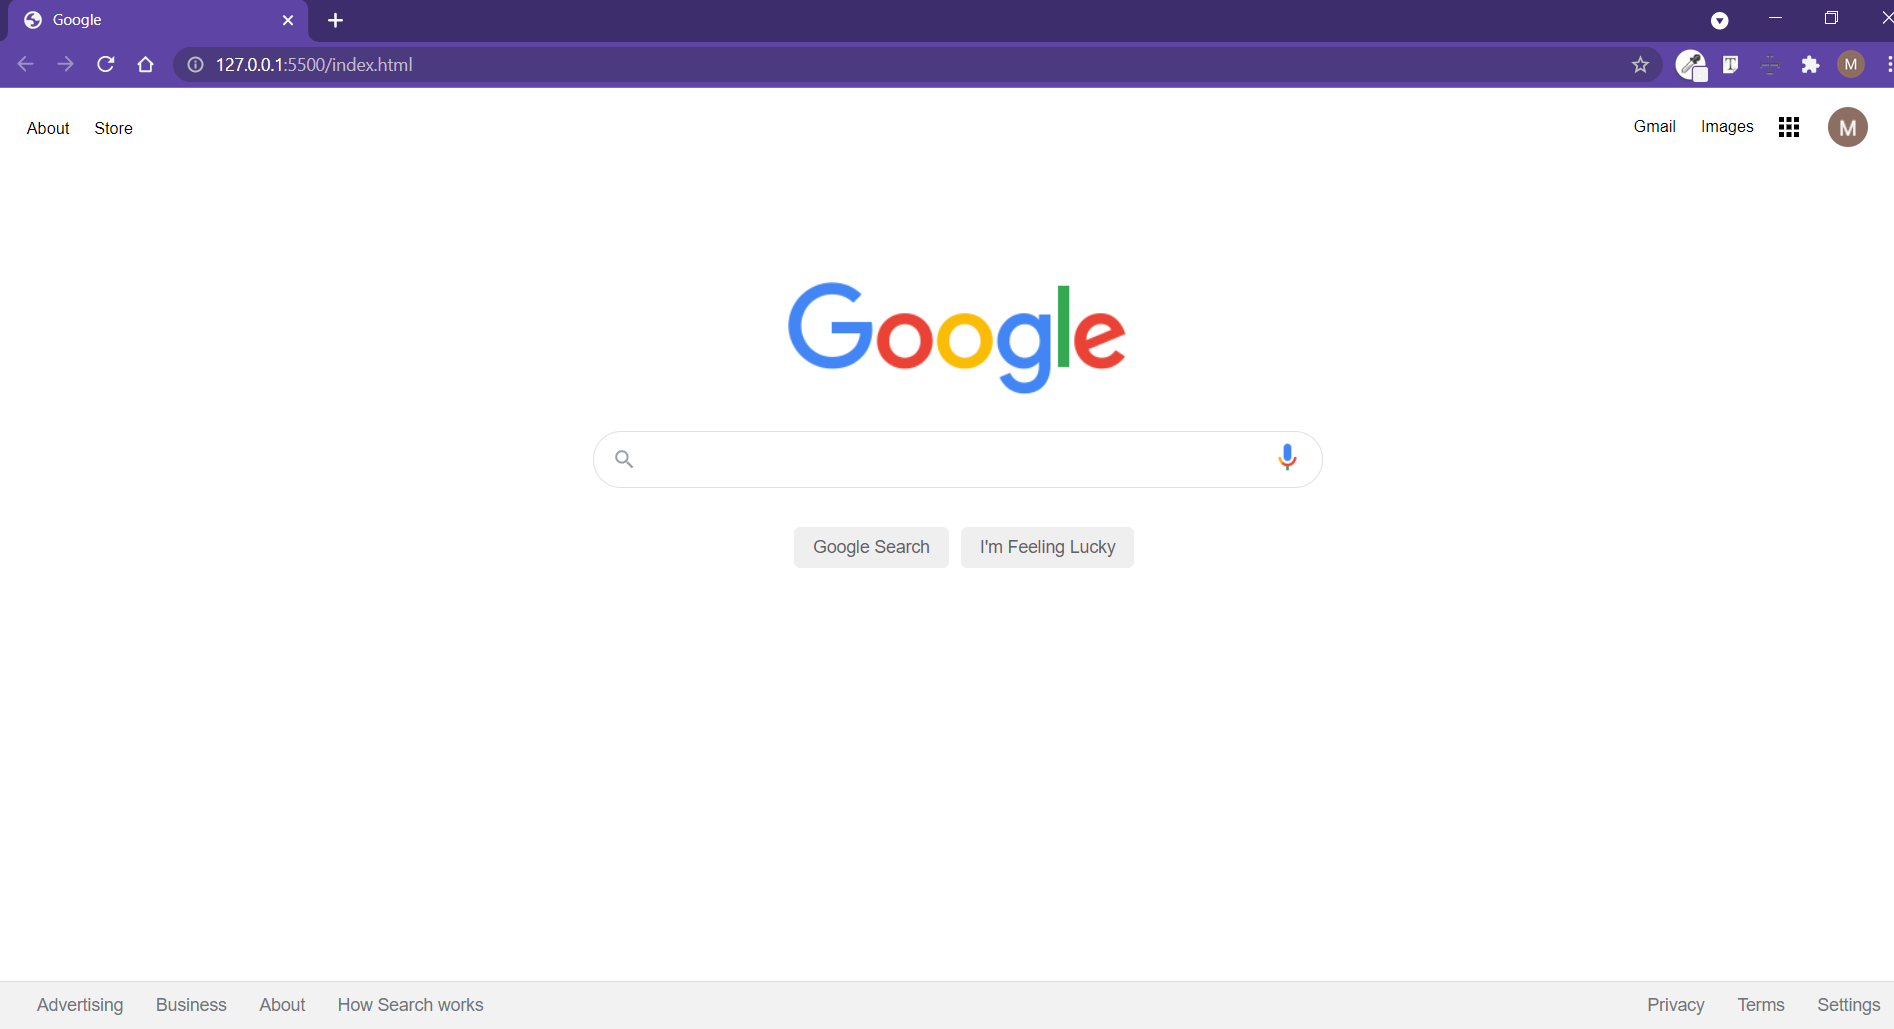 Google
127.0.0.1:5500/index.html
M
About Store
Gmail Images M
Google
Google Search I'm Feeling Lucky
Advertising Business About How Search works
Privacy Terms Settings